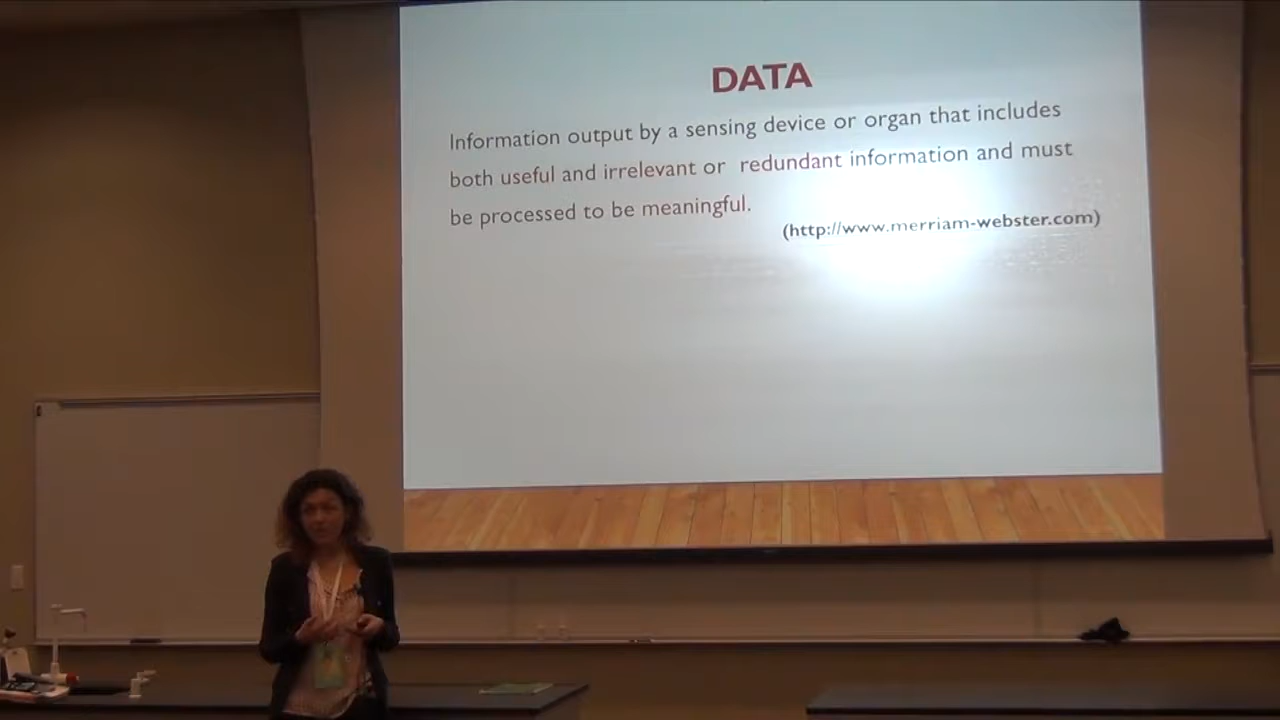 DATA
Information output by a sensing device or organ that includes
both useful and irrelevant or redundant information and must
be processed to be meaningful.
(http://www.merriam-webster.com)